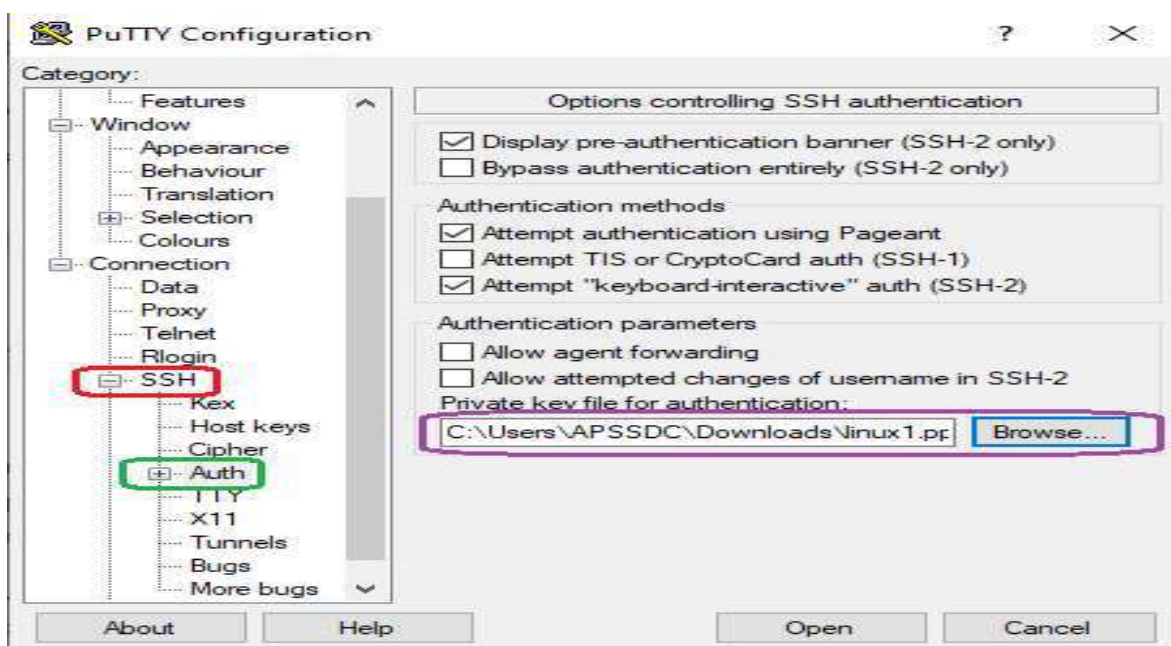 PuTTY Configuration
?
Category:
Features
Window
Appearance
Behaviour
Translation
Selection
Colours
Connection
Data
Proxy
Telnet
Rlogin
SSH
Kex
Host keys
Cipher
Auth
TTY
X11
Tunnels
Bugs
More bugs
Options controlling SSH authentication
Display pre-authentication banner (SSH-2 only)
Bypass authentication entirely (SSH-2 only)
Authentication methods
Attempt authentication using Pageant
Attempt TIS or CryptoCard auth (SSH-1)
Attempt "keyboard-interactive" auth (SSH-2)
Authentication parameters
Allow agent forwarding
Allow attempted changes of username in SSH-2
Private key file for authentication:
C:\Users\APSSDC\Downloads\linux1.pp
Browse...
About
Help
Open
Cancel